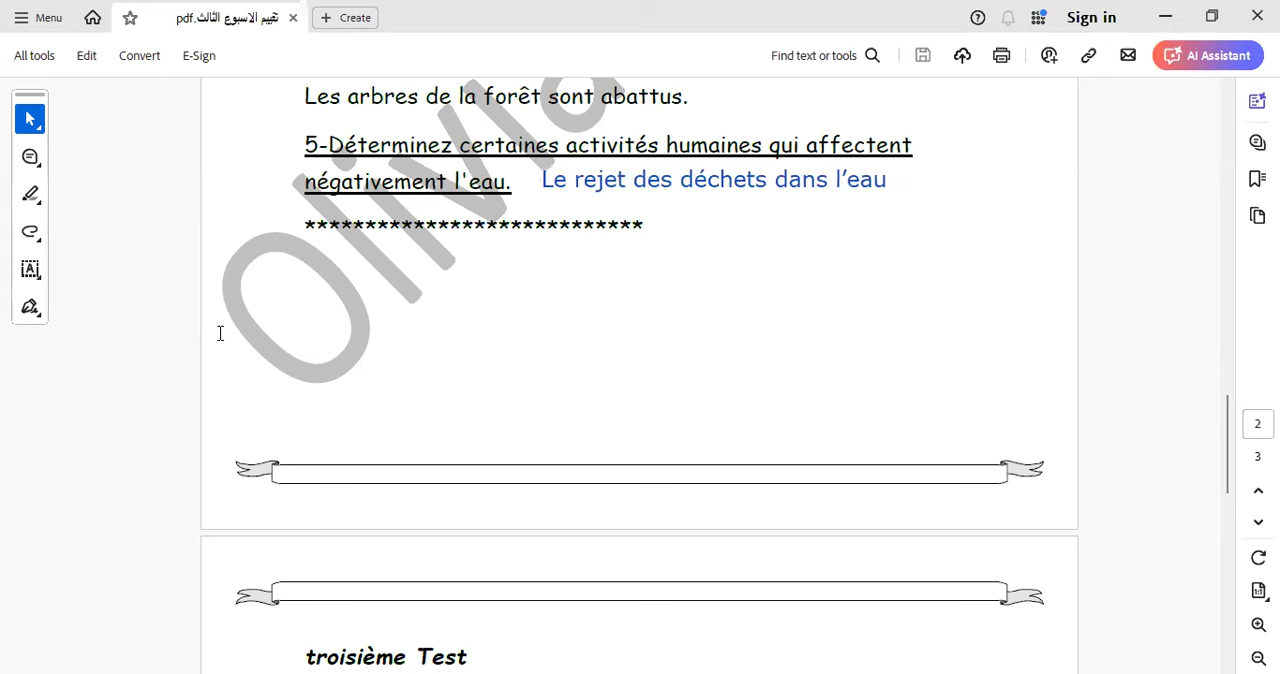 Menu
تقييم الاسبوع الثالث.pdf
Create
Sign in
All tools
Edit
Convert
E-Sign
Find text or tools
AI Assistant
Les arbres de la forêt sont abattus.
5-Déterminez certaines activités humaines qui affectent
négativement l'eau. Le rejet des déchets dans l’eau
****************************
Olivia
2
3
troisième Test